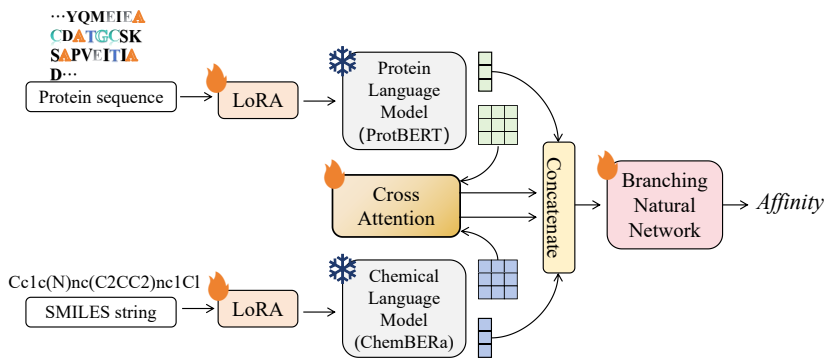 ···YQMEIEA
CDATGCSK
SAPVEITIA
D···
Protein sequence
LoRA
Protein
Language
Model
(ProtBERT)
Cross
Attention
Concatenate
Branching
Natural
Network
Affinity
Cc1c(N)nc(C2CC2)nc1Cl
SMILES string
LoRA
Chemical
Language
Model
(ChemBERa)